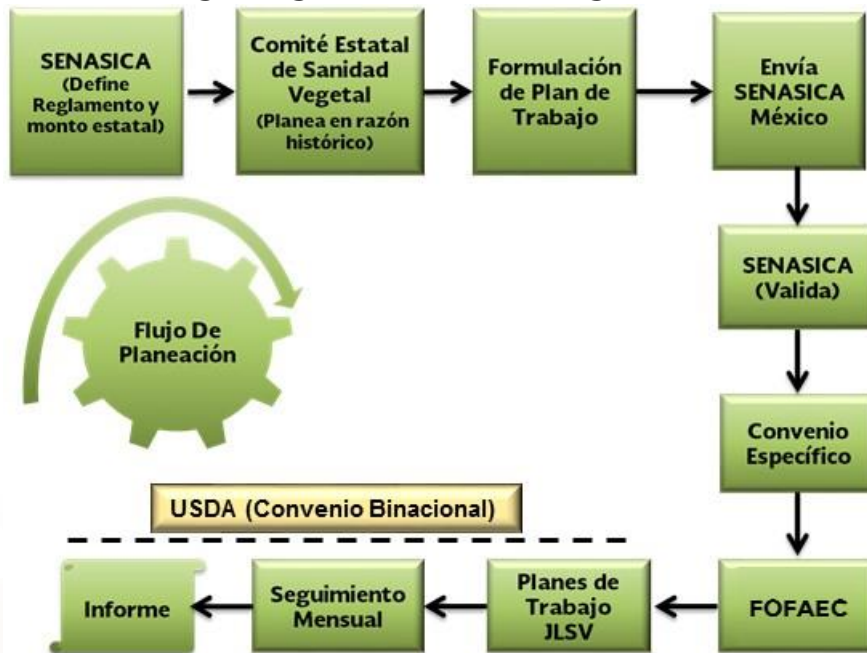 SENASICA
(Define
Reglamento y
monto estatal)
Comité Estatal
de Sanidad
Vegetal
(Planea en razón
histórico)
Formulación
de Plan de
Trabajo
Envía
SENASICA
México
SENASICA
(Valida)
Flujo De
Planeación
Convenio
Específico
USDA (Convenio Binacional)
FOFAEC
Planes de
Trabajo
JLSV
Seguimiento
Mensual
Informe